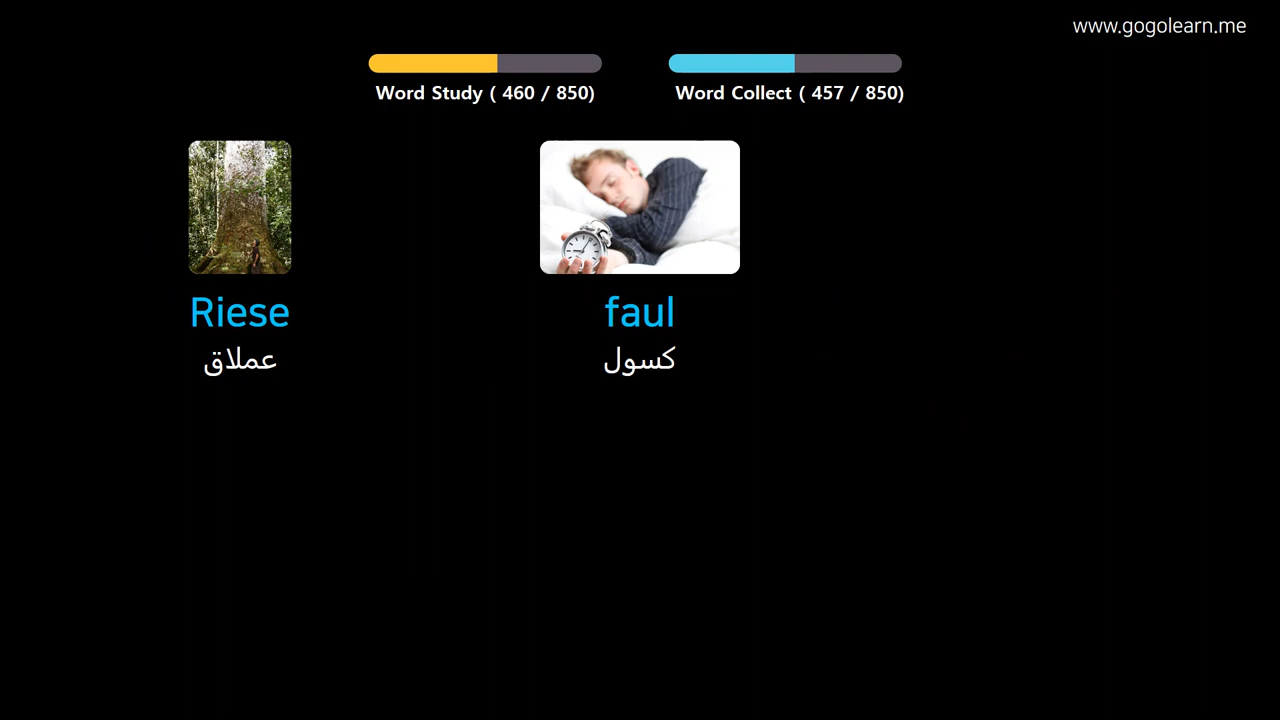 www.gogolearn.me
Word Study ( 460 / 850)
Word Collect ( 457 / 850)
Riese
عملاق
faul
كسول